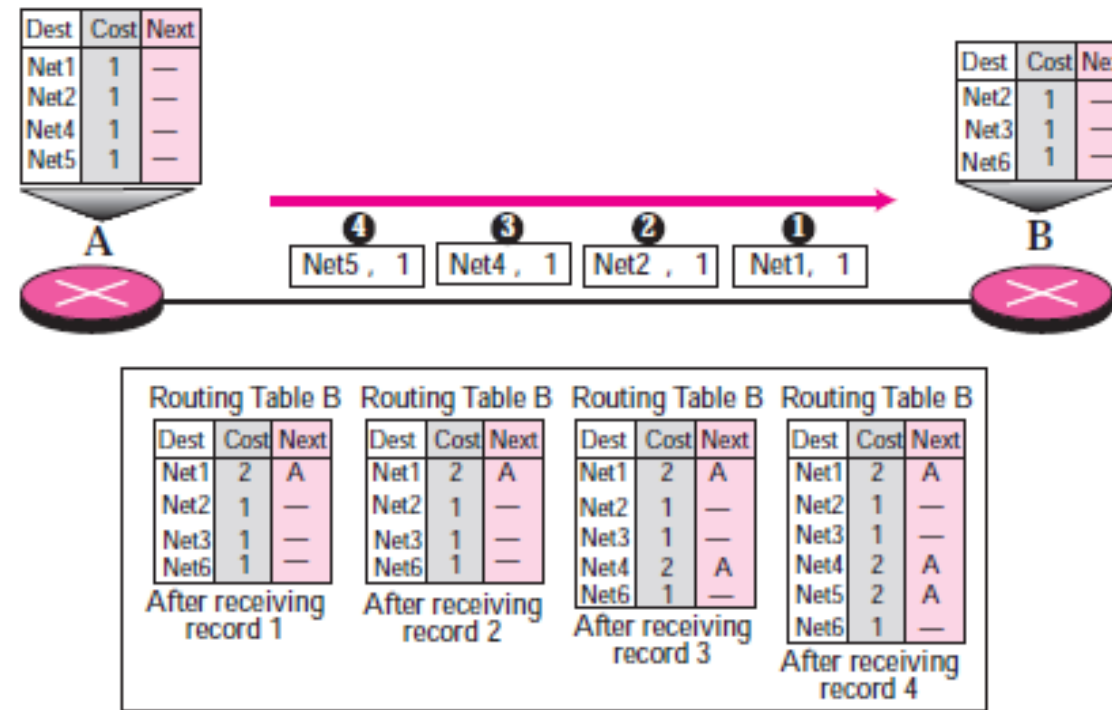 Dest Cost Next
Net1 1 —
Net2 1 —
Net4 1 —
Net5 1 —
A
Dest Cost Nex
Net2 1 —
Net3 1 —
Net6 1 —
B
4 3 2 1
Net5 , 1 Net4 , 1 Net2 , 1 Net1, 1
Routing Table B Routing Table B Routing Table B Routing Table B
Dest Cost Next
Net1 2 A
Net2 1 —
Net3 1 —
Net6 1 —
After receiving
record 1
Dest Cost Next
Net1 2 A
Net2 1 —
Net3 1 —
Net6 1 —
After receiving
record 2
Dest Cost Next
Net1 2 A
Net2 1 —
Net3 1 —
Net4 2 A
Net6 1 —
After receiving
record 3
Dest Cost Next
Net1 2 A
Net2 1 —
Net3 1 —
Net4 2 A
Net5 2 A
Net6 1 —
After receiving
record 4